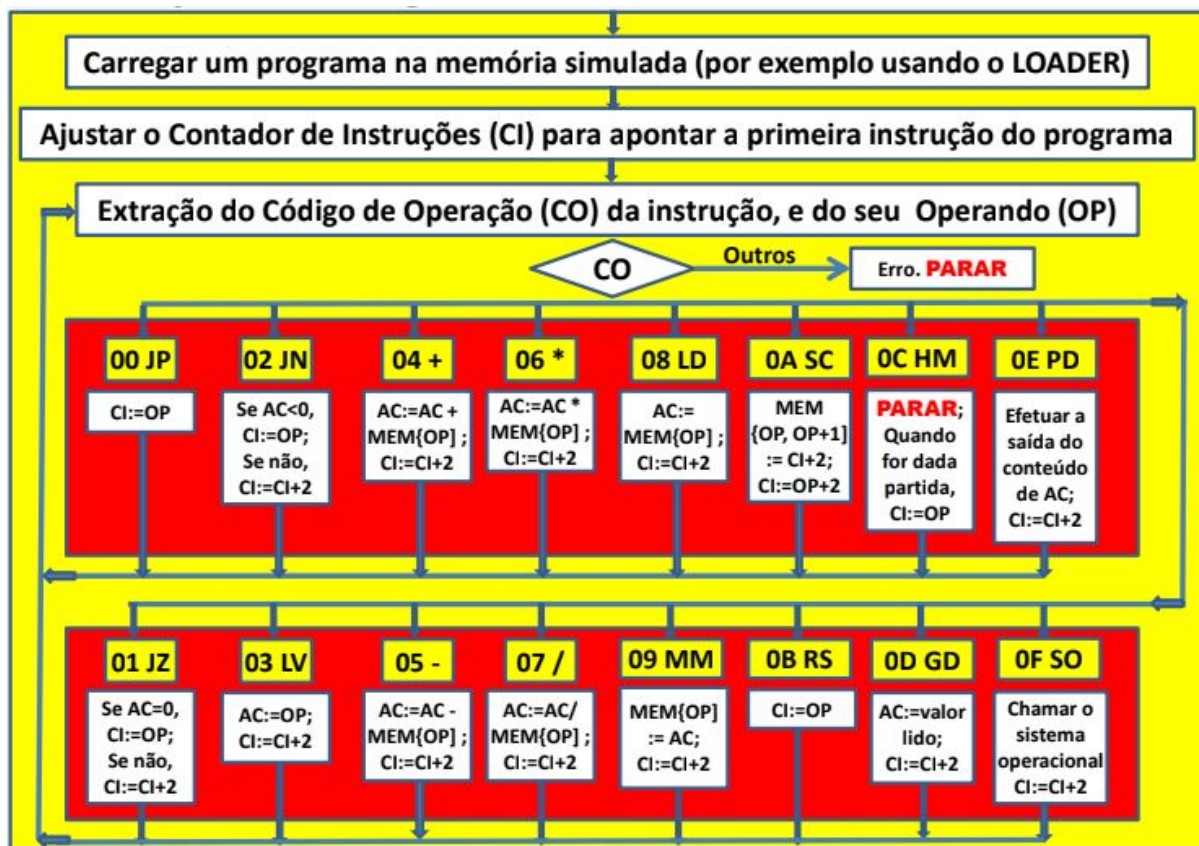 Carregar um programa na memória simulada (por exemplo usando o LOADER)
Ajustar o Contador de Instruções (CI) para apontar a primeira instrução do programa
Extração do Código de Operação (CO) da instrução, e do seu Operando (OP)
CO
Outros
Erro. PARAR
00 JP
CI:=OP
02 JN
Se AC<0,
CI:=OP;
Se não,
CI:=CI+2
04 +
AC:=AC +
MEM{OP] ;
CI:=CI+2
06 *
AC:=AC *
MEM{OP] ;
CI:=CI+2
08 LD
AC:=
MEM{OP] ;
CI:=CI+2
0A SC
MEM
{OP, OP+1]
:= CI+2;
CI:=OP+2
0C HM
PARAR;
Quando
for dada
partida,
CI:=OP
0E PD
Efetuar a
saída do
conteúdo
de AC;
CI:=CI+2
01 JZ
Se AC=0,
CI:=OP;
Se não,
CI:=CI+2
03 LV
AC:=OP;
CI:=CI+2
05 -
AC:=AC -
MEM{OP] ;
CI:=CI+2
07 /
AC:=AC/
MEM{OP] ;
CI:=CI+2
09 MM
MEM{OP]
:= AC;
CI:=CI+2
0B RS
CI:=OP
0D GD
AC:=valor
lido;
CI:=CI+2
0F SO
Chamar o
sistema
operacional
CI:=CI+2